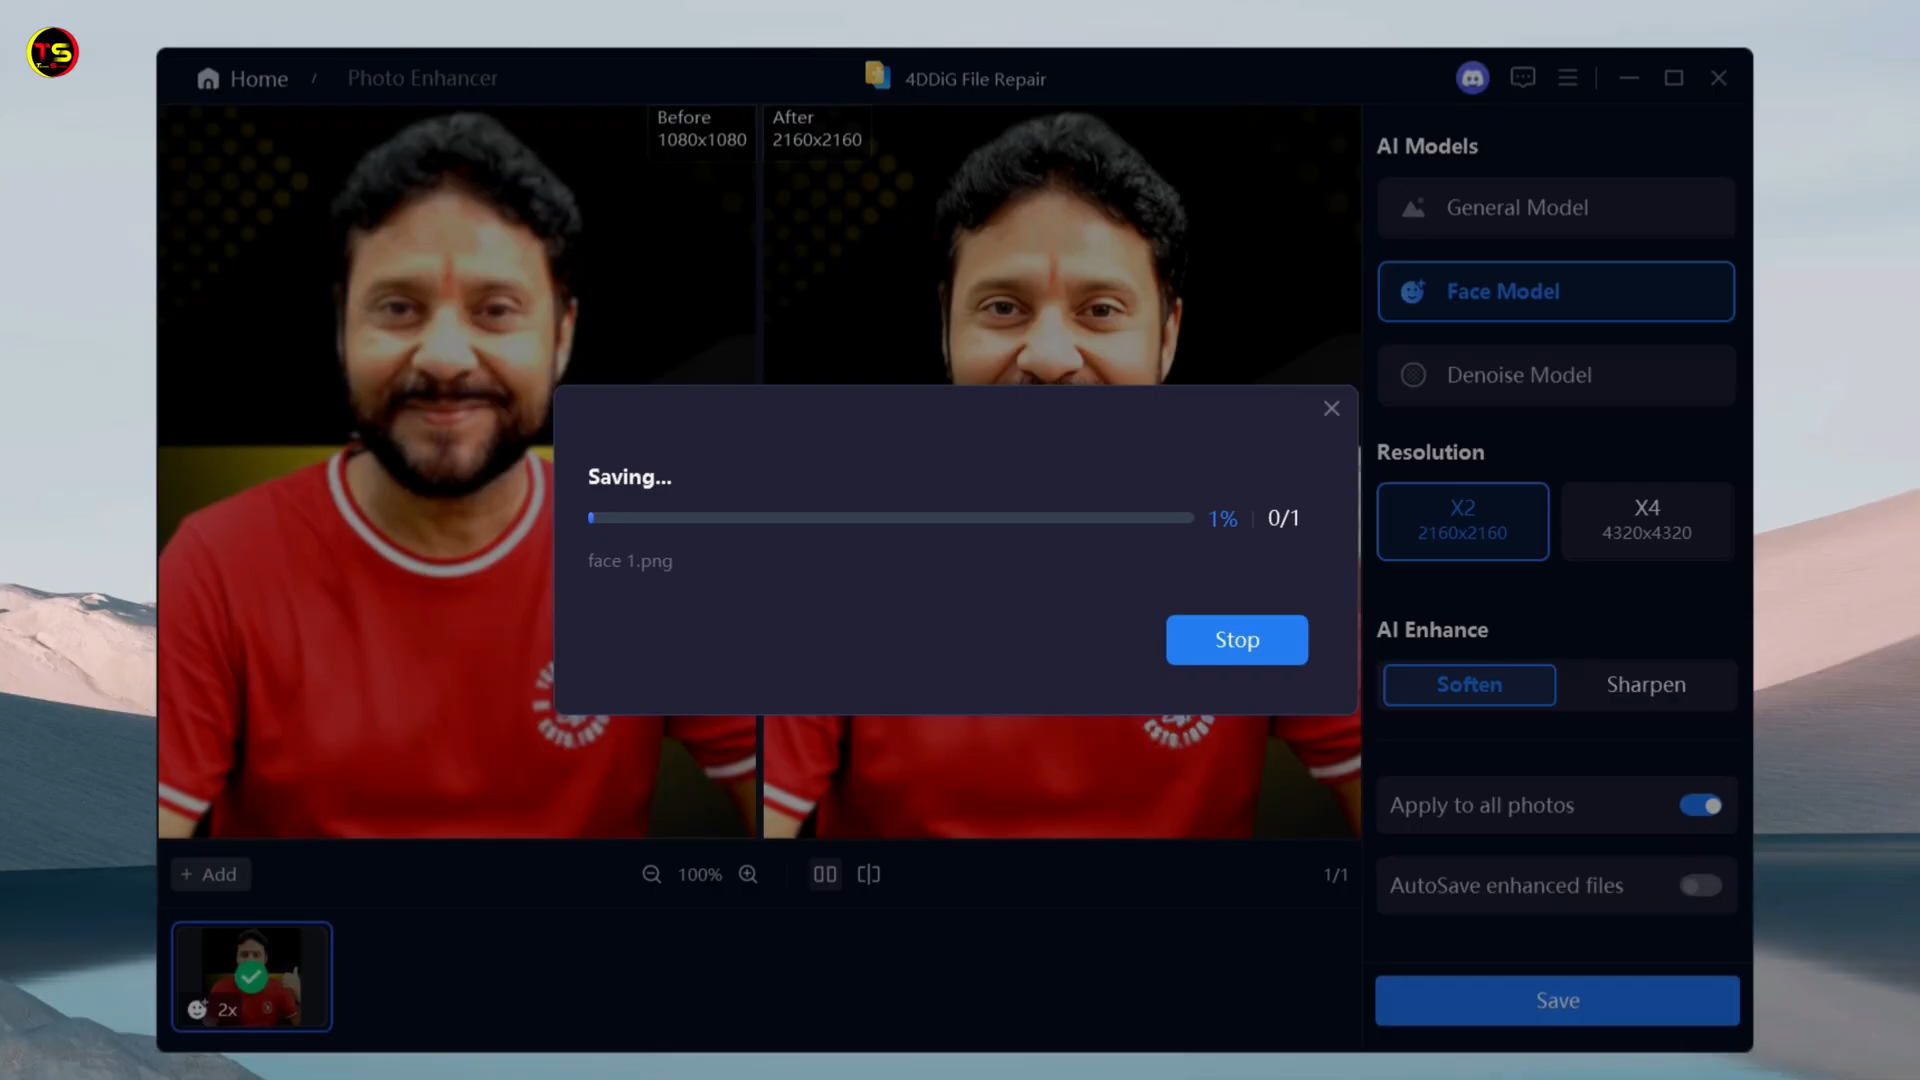 TS
Home / Photo Enhancer
4DDiG File Repair
Before
1080x1080
After
2160x2160
AI Models
General Model
Face Model
Denoise Model
Resolution
X2
2160x2160
X4
4320x4320
AI Enhance
Soften
Sharpen
Apply to all photos
AutoSave enhanced files
Save
Saving...
1% 0/1
face 1.png
Stop
ESTD.
+ Add
100%
1/1
2x